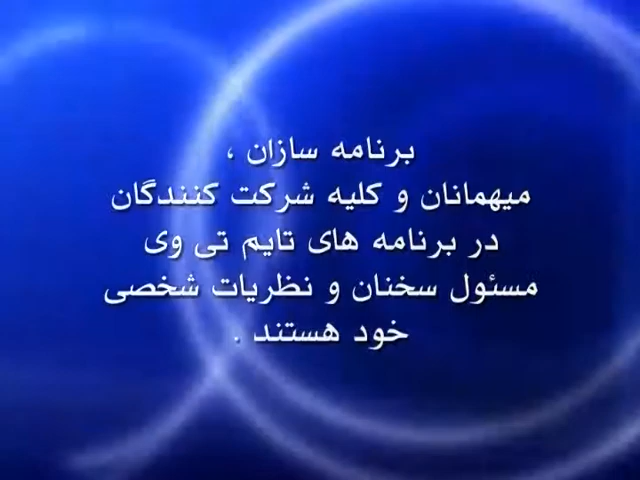 برنامه سازان ،
میهمانان و کلیه شرکت کنندگان
در برنامه های تایم تی وی
مسئول سخنان و نظریات شخصی
خود هستند .